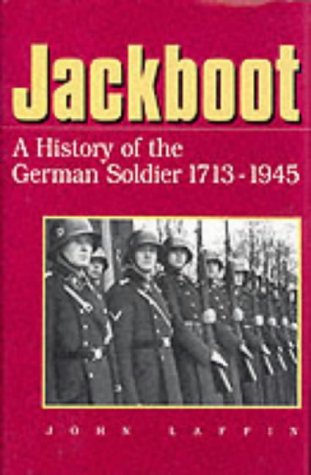 Jackboot
A History of the
German Soldier 1713-1945
JOHN LAFFIN